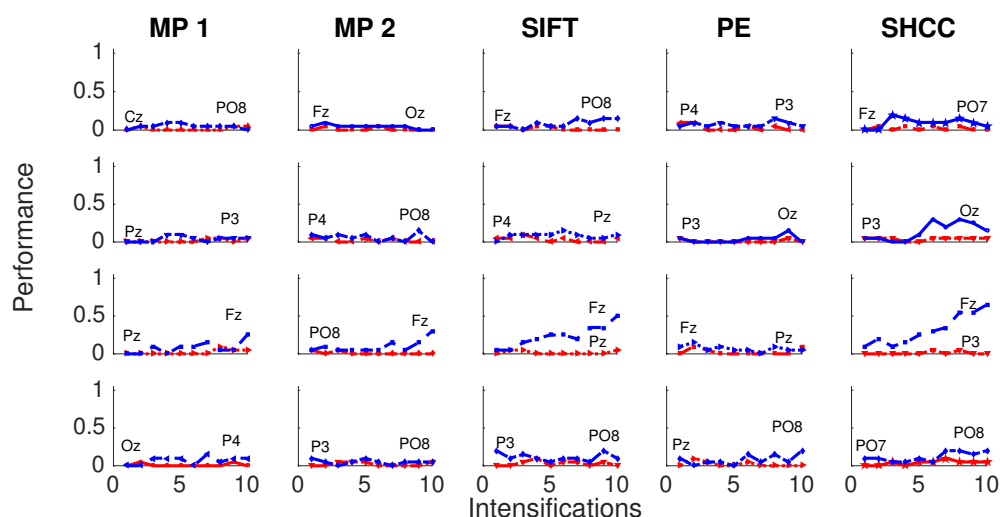 MP 1 MP 2 SIFT PE SHCC
1
0.5
0
Cz PO8 Fz Oz Fz PO8 P4 P3 Fz PO7
1
0.5
0
Pz P3 P4 PO8 P4 Pz P3 Oz P3 Oz
1
0.5
0
Pz Fz PO8 Fz Fz Pz Fz Pz Fz P3
1
0.5
0
Oz P4 P3 PO8 P3 PO8 Pz PO8 PO7 PO8
0 5 10 0 5 10 0 5 10 0 5 10 0 5 10
Performance
Intensifications